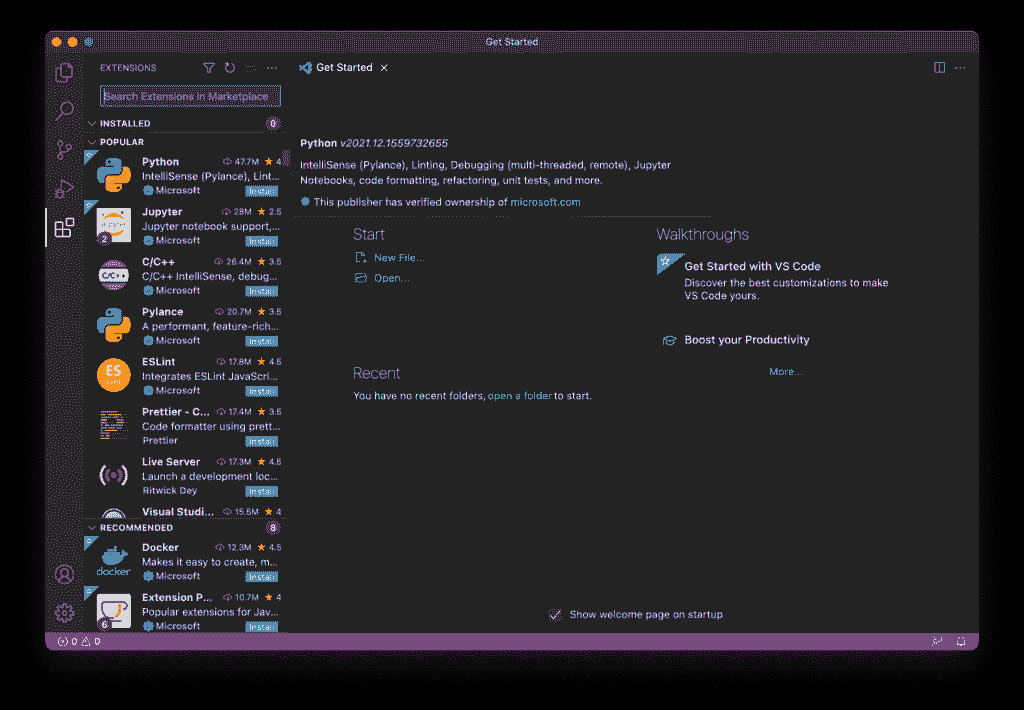 Get Started
EXTENSIONS
Get Started
Search Extensions in Marketplace
INSTALLED 0
POPULAR
Python 47.7M 4
IntelliSense (Pylance), Lint...
Microsoft Install
Jupyter 28M 2.5
Jupyter notebook support,...
Microsoft Install
2
C/C++ 26.4M 3.5
C/C++
C/C++ IntelliSense, debug...
Microsoft Install
Pylance 20.7M 3.5
A performant, feature-rich...
Microsoft Install
ESLint 17.8M 4.5
ES
Integrates ESLint JavaScri...
Microsoft Install
Prettier - C... 17.4M 3.5
Code formatter using prett...
Prettier Install
Live Server 17.3M 4.5
Launch a development loc...
Ritwick Dey Install
Visual Studi... 15.6M 4
RECOMMENDED 8
Docker 12.3M 4.5
Makes it easy to create, m...
docker
Microsoft Install
Extension P... 10.7M 4
Popular extensions for Jav...
6
Microsoft Install
Python v2021.12.1559732655
IntelliSense (Pylance), Linting, Debugging (multi-threaded, remote), Jupyter
Notebooks, code formatting, refactoring, unit tests, and more.
This publisher has verified ownership of microsoft.com
Start
New File...
Open...
Recent
You have no recent folders, open a folder to start.
Walkthroughs
Get Started with VS Code
Discover the best customizations to make
VS Code yours.
Boost your Productivity
More...
Show welcome page on startup
0 0